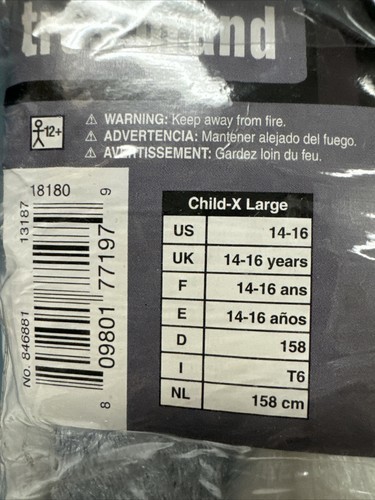 12+
⚠ WARNING: Keep away from fire.
⚠ ADVERTENCIA: Mantener alejado del fuego.
⚠ AVERTISSEMENT: Gardez loin du feu.
18180
9
13187
No. 846881
8 09801 77197
Child-X Large
US 14-16
UK 14-16 years
F 14-16 ans
E 14-16 años
D 158
I T6
NL 158 cm